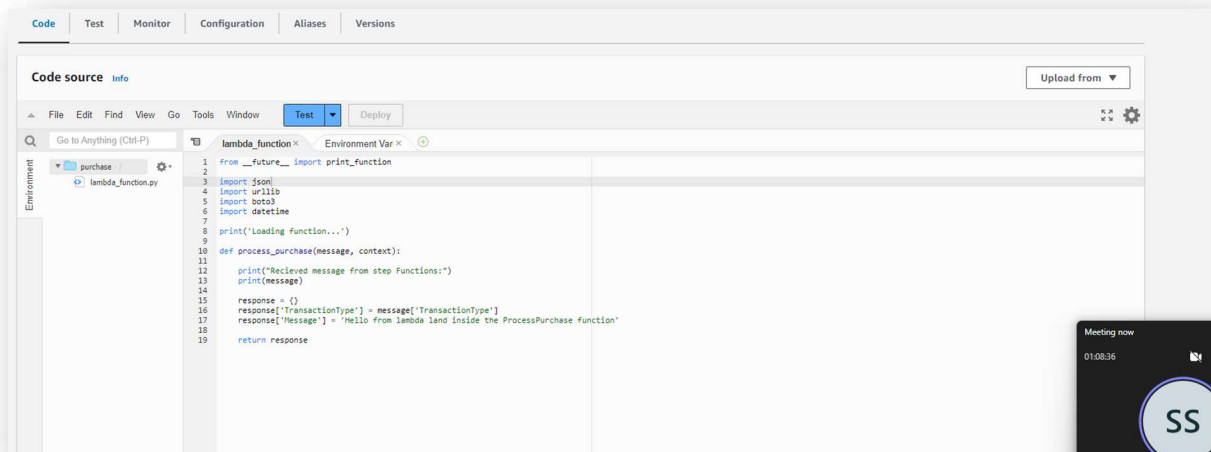 Code Test Monitor Configuration Aliases Versions
Code source Info
Upload from ▼
File Edit Find View Go Tools Window Test Deploy
Go to Anything (Ctrl-P)
lambda_function × Environment Var ×
Environment
purchase /
lambda_function.py
1 from __future__ import print_function
2
3 import json
4 import urllib
5 import boto3
6 import datetime
7
8 print('Loading function...')
9
10 def process_purchase(message, context):
11
12 print("Recieved message from step Functions:")
13 print(message)
14
15 response = {}
16 response['TransactionType'] = message['TransactionType']
17 response['Message'] = 'Hello from lambda land inside the ProcessPurchase function'
18
19 return response
Meeting now
01:08:36
SS